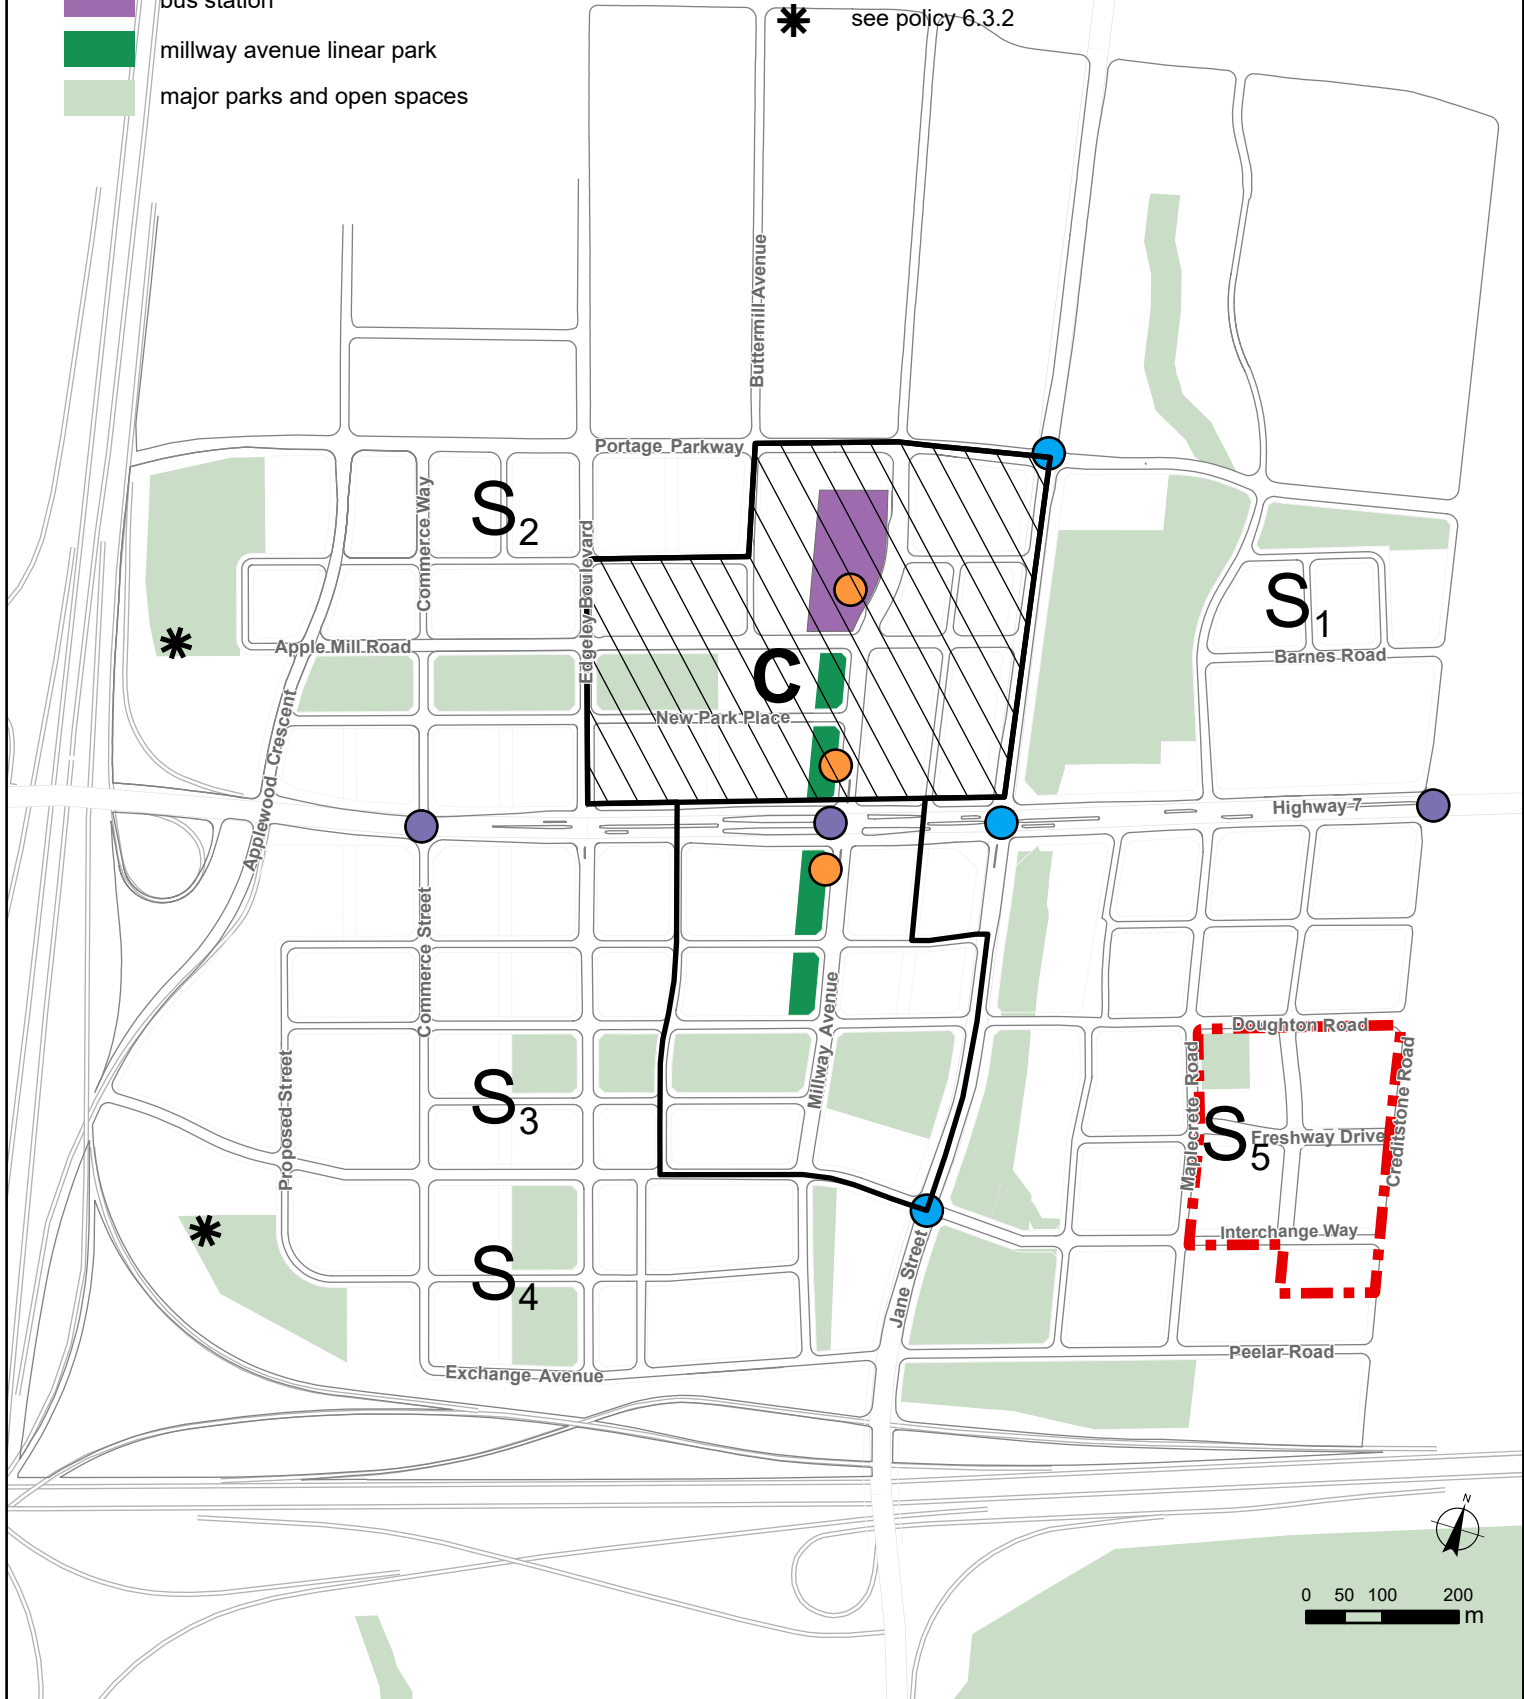 bus station
see policy 6.3.2
millway avenue linear park
major parks and open spaces
Buttermill Avenue
Portage Parkway
S2
Commerce Way
Edgeley Boulevard
S1
Apple Mill Road
C
Barnes Road
New Park Place
Applewood Crescent
Highway 7
Commerce Street
Millway Avenue
Doughton Road
Proposed Street
S3
Maplecrete Road
S5
Freshway Drive
Creditstone Road
Interchange Way
S4
Jane Street
Exchange Avenue
Peelar Road
N
0 50 100 200
m